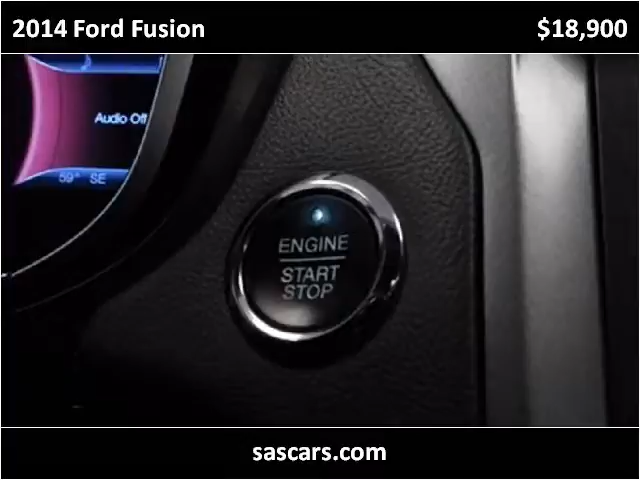 2014 Ford Fusion $18,900
Audio Off
59° SE
ENGINE
START
STOP
sascars.com